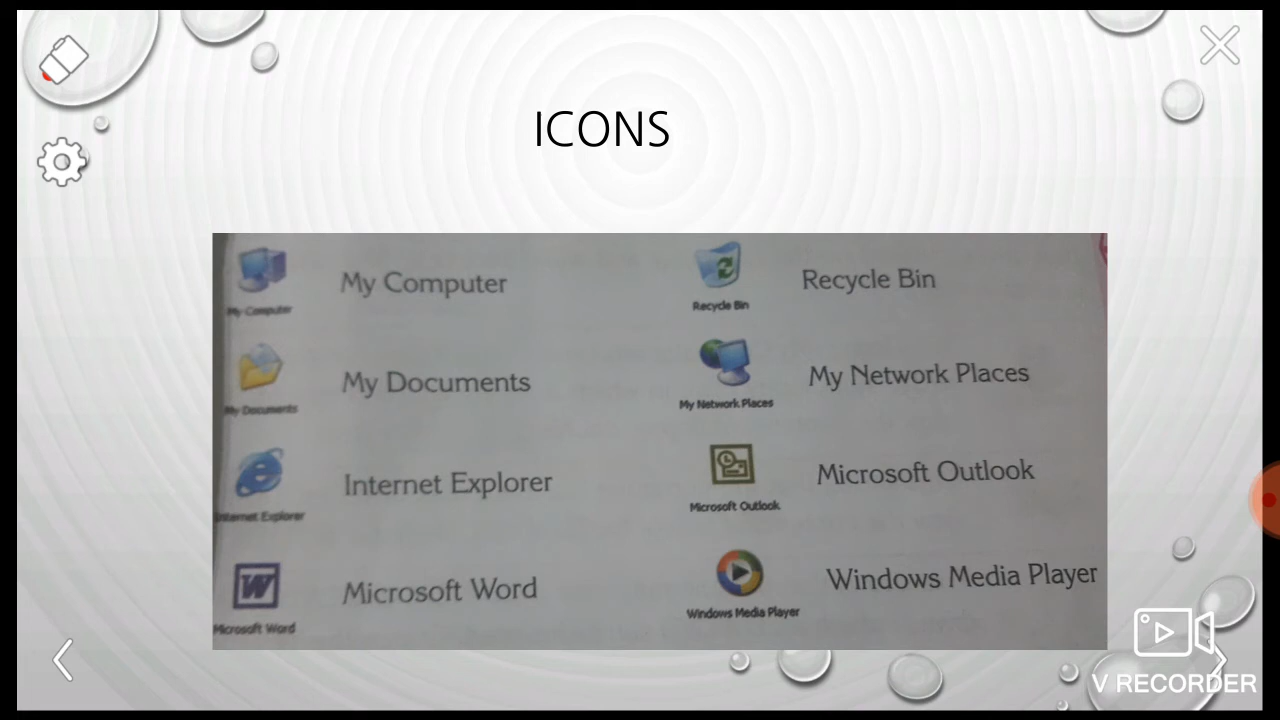 ICONS
My Computer
My Computer
Recycle Bin
Recycle Bin
My Documents
My Documents
My Network Places
My Network Places
Internet Explorer
Internet Explorer
Microsoft Outlook
Microsoft Outlook
Microsoft Word
Microsoft Word
Windows Media Player
Windows Media Player
V RECORDER